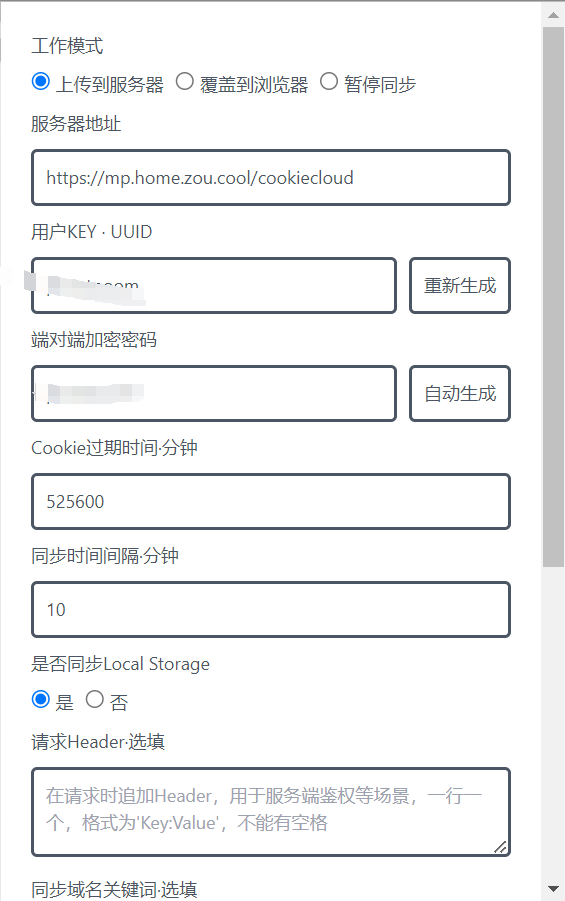 工作模式
上传到服务器 覆盖到浏览器 暂停同步
服务器地址
https://mp.home.zou.cool/cookiecloud
用户KEY · UUID
重新生成
端对端加密密码
自动生成
Cookie过期时间·分钟
525600
同步时间间隔·分钟
10
是否同步Local Storage
是 否
请求Header·选填
在请求时追加Header，用于服务端鉴权等场景，一行一
个，格式为'Key:Value'，不能有空格
同步域名关键词·选填